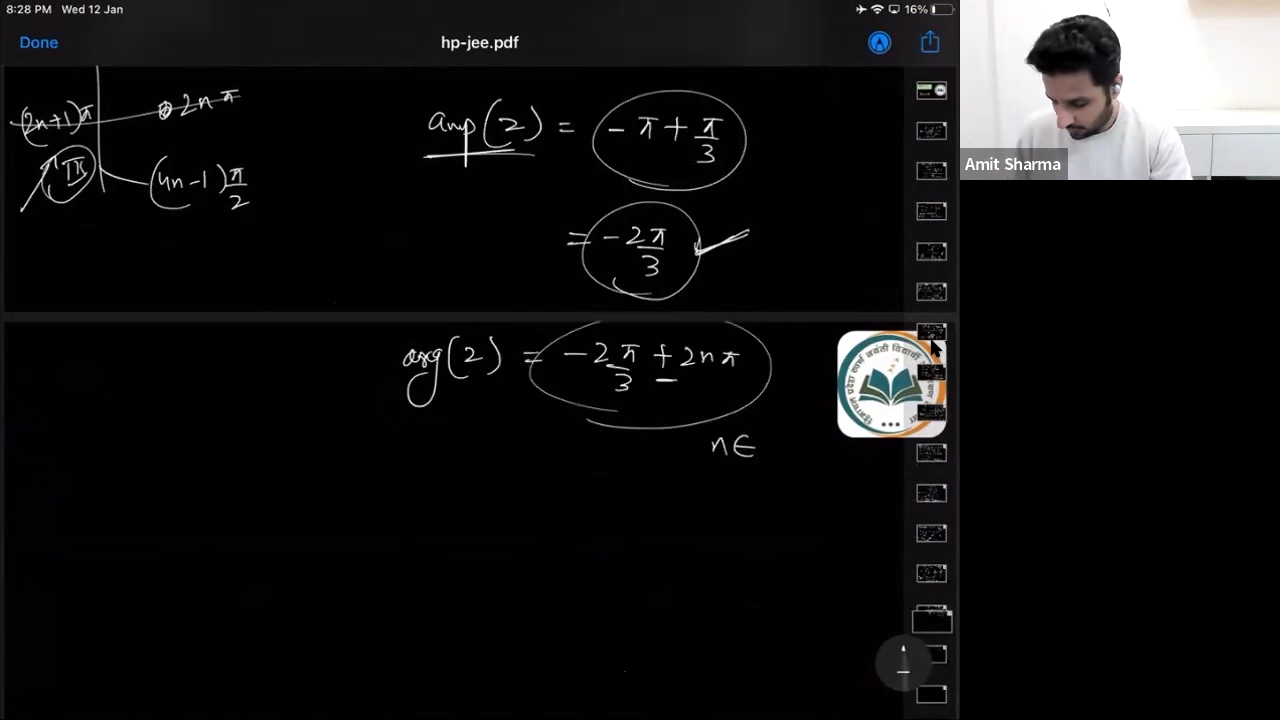 8:28 PM Wed 12 Jan
16%
Done
hp-jee.pdf
Amit Sharma
(2n+1)π
2nπ
(4n-1)π/2
amp(z) = -π+π/3
= -2π/3
arg(z) = -2π/3 + 2nπ
n∈